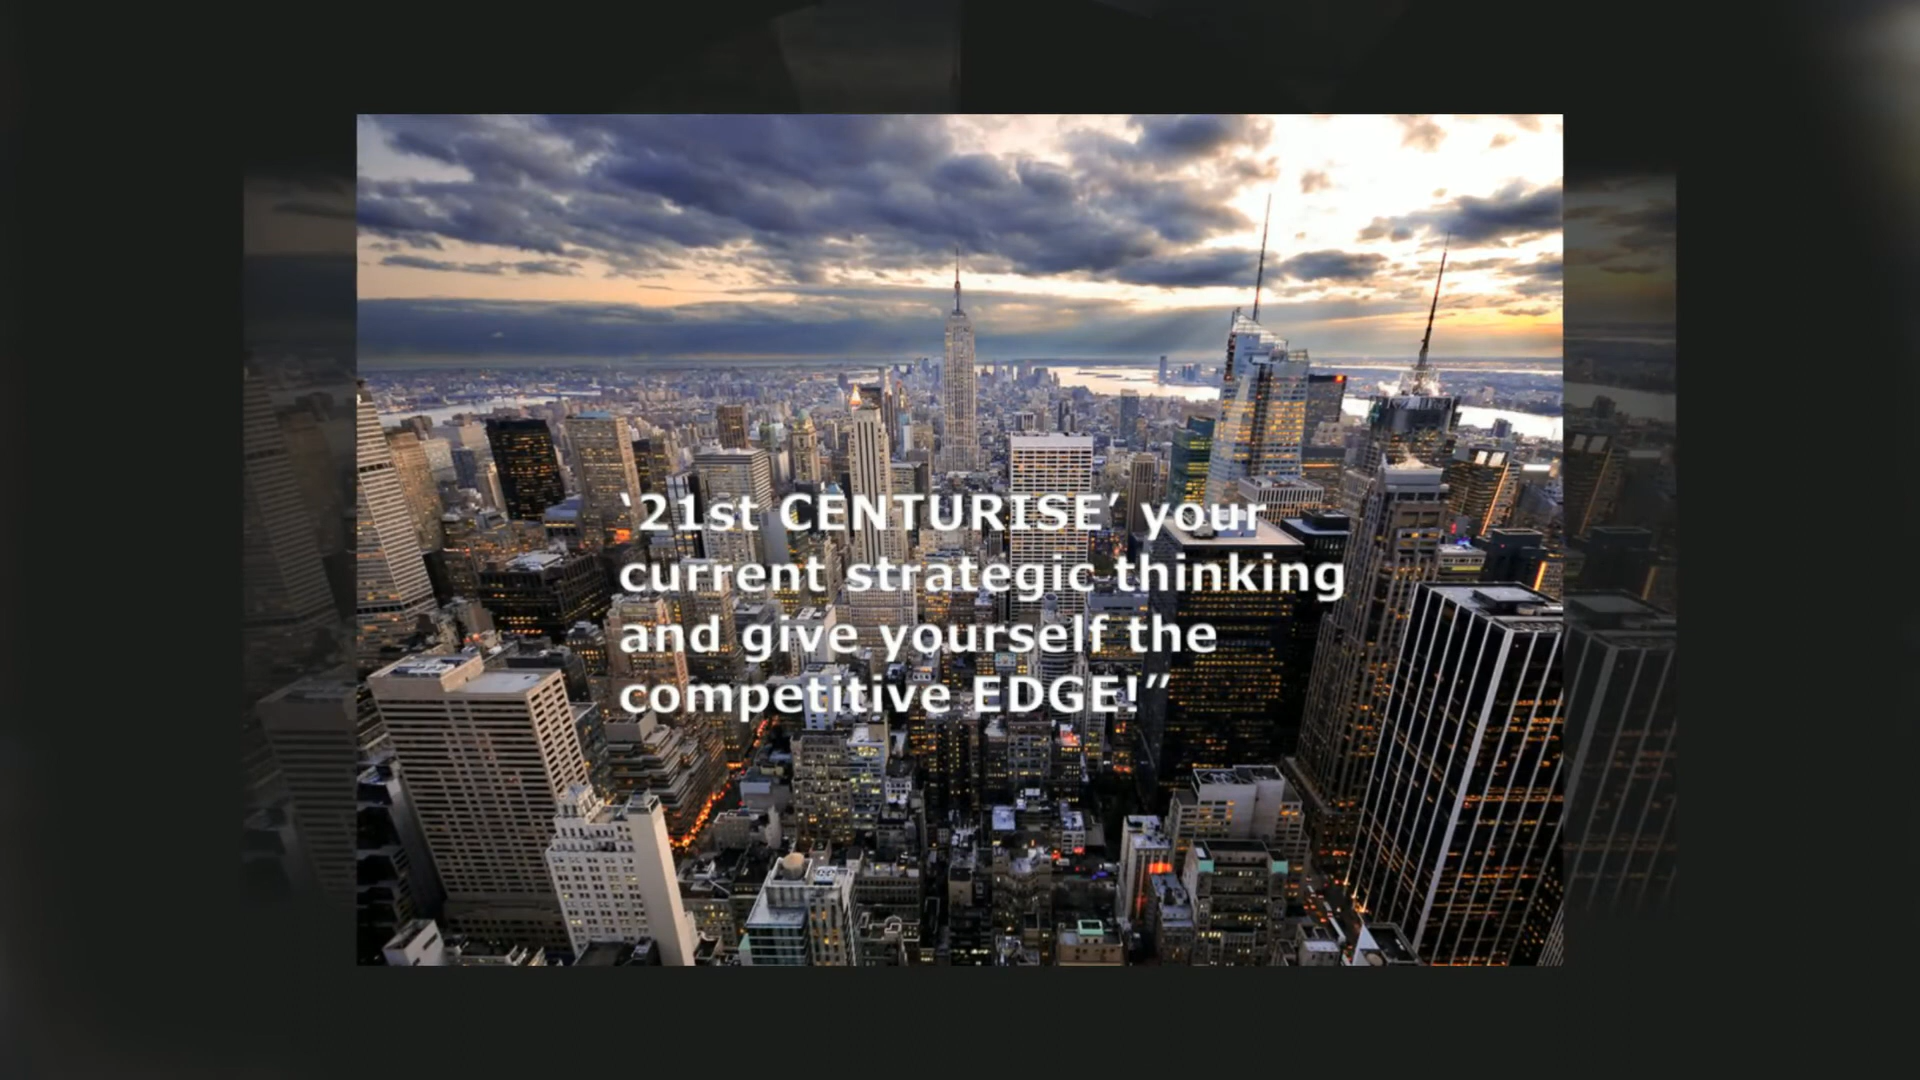 ‘21st CENTURISE’ your
current strategic thinking
and give yourself the
competitive EDGE!”